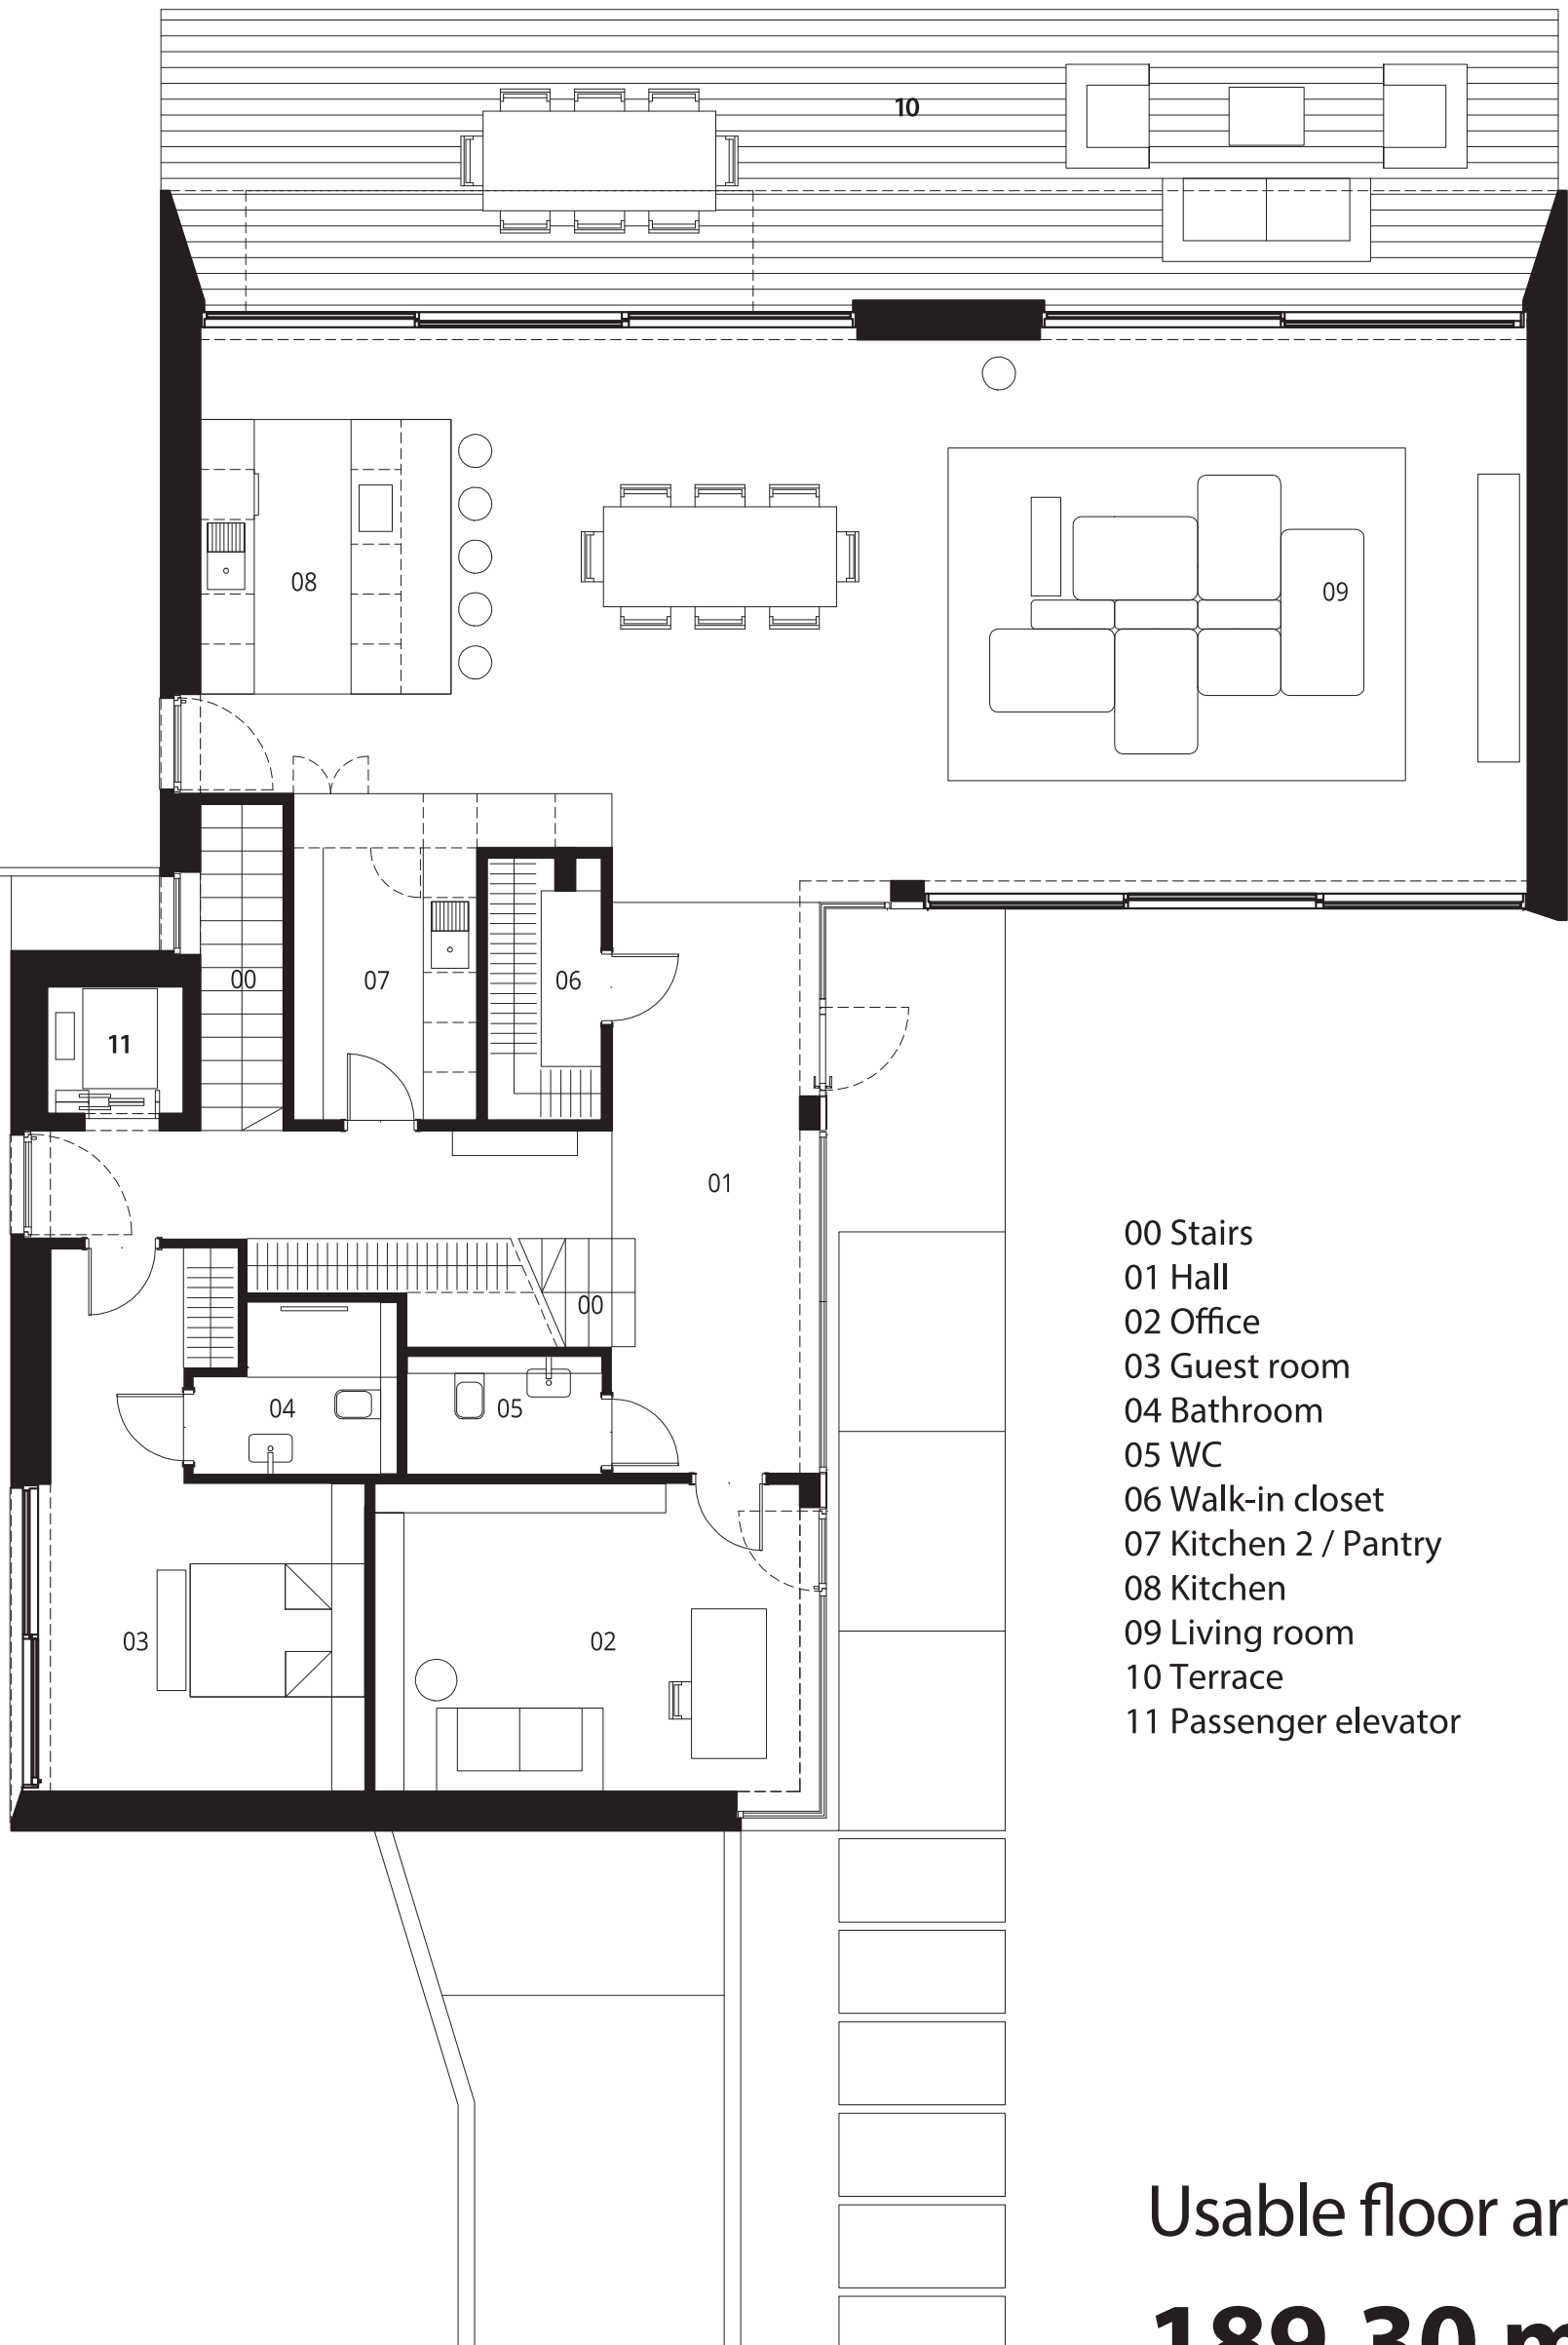 10
08
09
00
07
06
11
01
00
04
05
03
02
00 Stairs
01 Hall
02 Office
03 Guest room
04 Bathroom
05 WC
06 Walk-in closet
07 Kitchen 2 / Pantry
08 Kitchen
09 Living room
10 Terrace
11 Passenger elevator
Usable floor ar
189.30 m